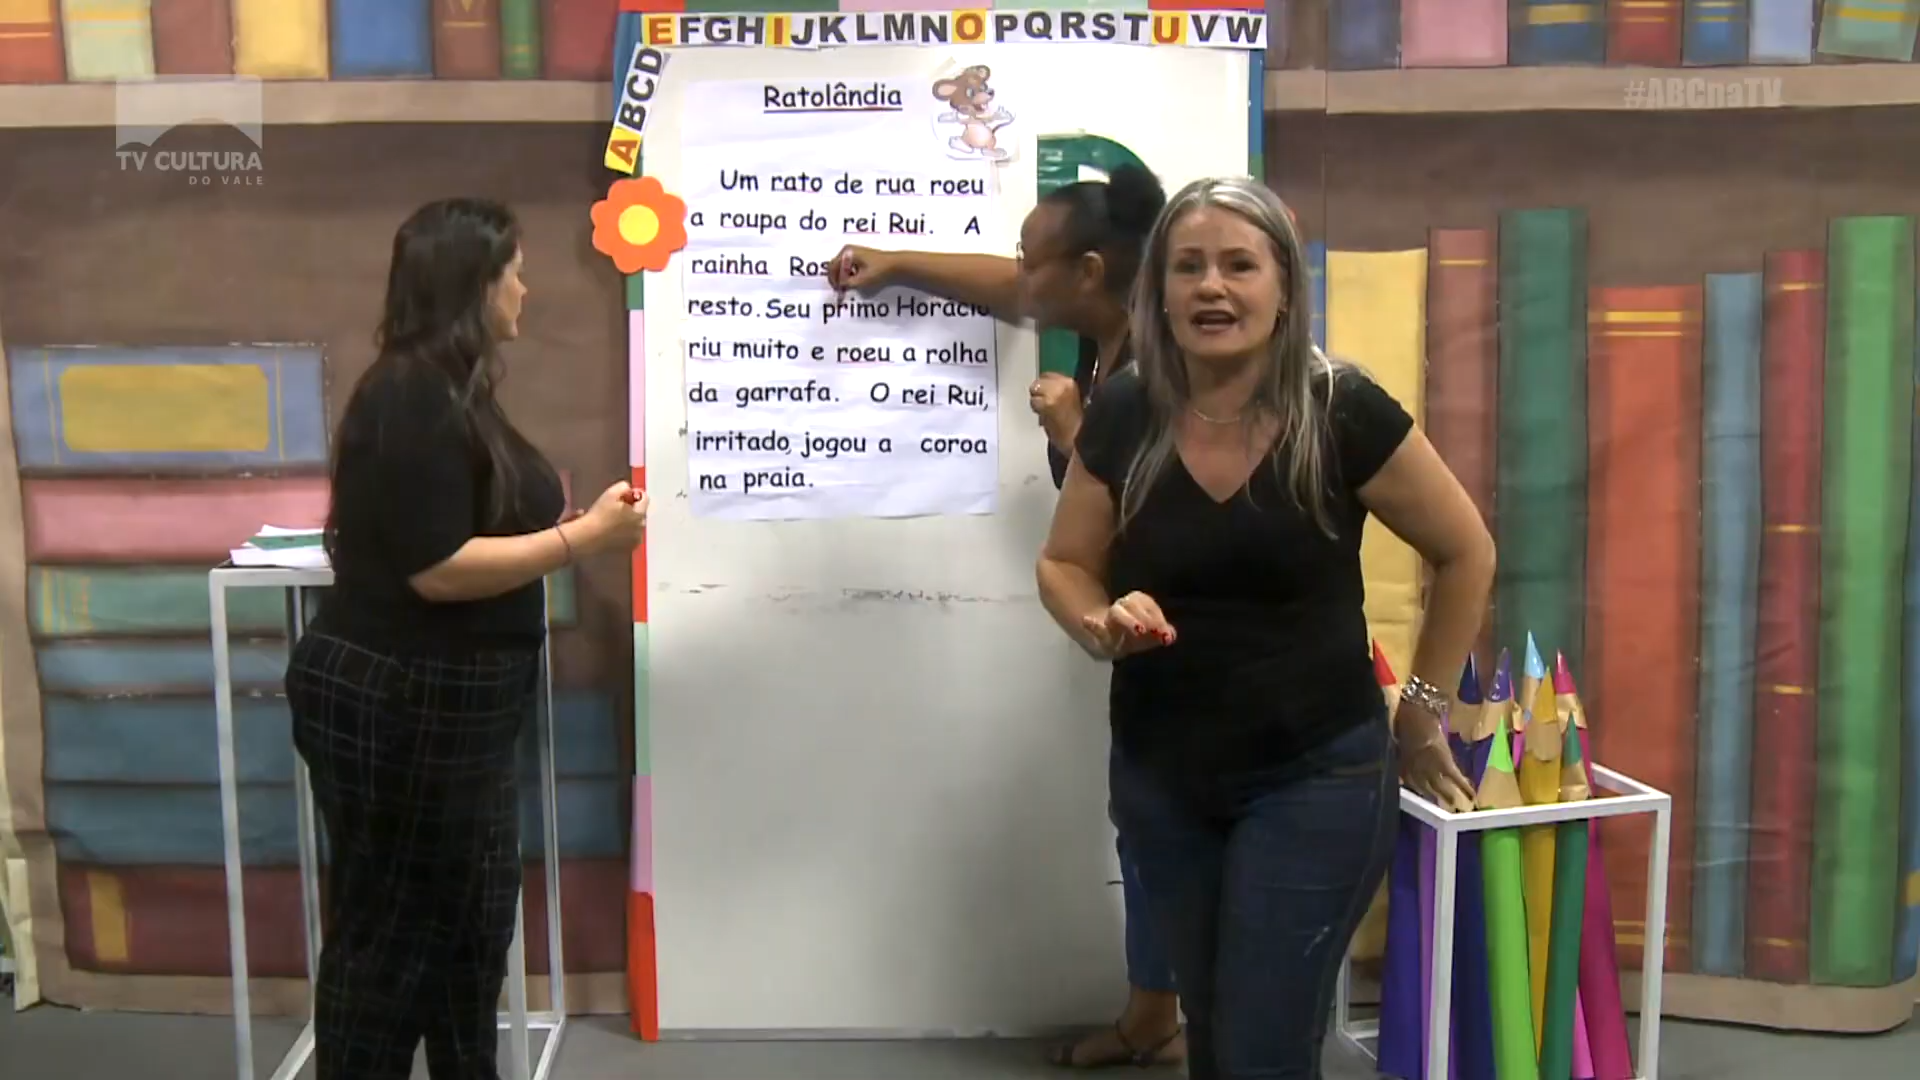 EFGHIJKLMNOPQRSTUVW
ABCD
#ABCnaTV
TV CULTURA
DO VALE
Ratolândia
Um rato de rua roeu
a roupa do rei Rui. A
rainha
resto. Seu primo Horácio
riu muito e roeu a rolha
da garrafa. O rei Rui,
irritado, jogou a coroa
na praia.